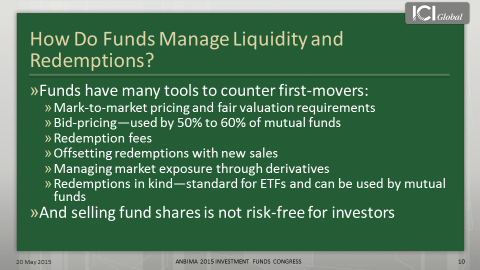 ICI Global
How Do Funds Manage Liquidity and
Redemptions?
»Funds have many tools to counter first-movers:
»Mark-to-market pricing and fair valuation requirements
»Bid-pricing—used by 50% to 60% of mutual funds
»Redemption fees
»Offsetting redemptions with new sales
»Managing market exposure through derivatives
»Redemptions in kind—standard for ETFs and can be used by mutual
funds
»And selling fund shares is not risk-free for investors
20 May 2015 ANBIMA 2015 INVESTMENT FUNDS CONGRESS 10